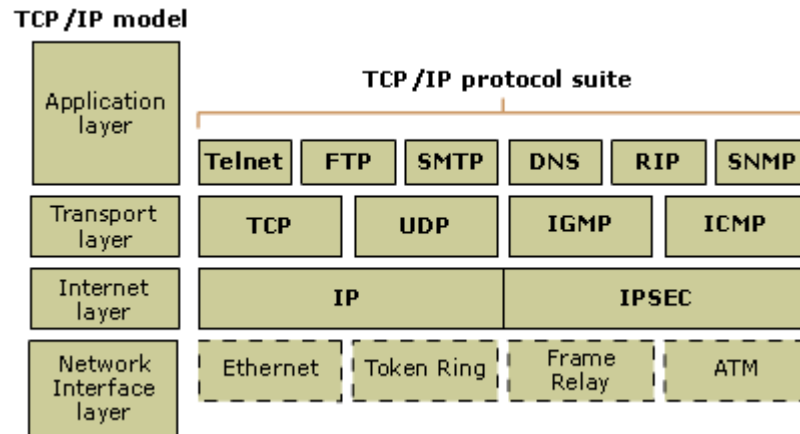 TCP/IP model
TCP/IP protocol suite
Application
layer
Telnet FTP SMTP DNS RIP SNMP
Transport
layer
TCP UDP IGMP ICMP
Internet
layer
IP IPSEC
Network
Interface
layer
Ethernet Token Ring Frame
Relay ATM